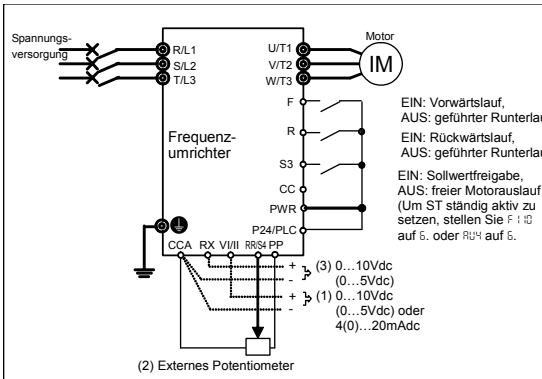 Spannungs-
versorgung
R/L1
S/L2
T/L3
U/T1
V/T2
W/T3
Motor
IM
Frequenz-
umrichter
F
R
S3
CC
PWR
P24/PLC
EIN: Vorwärtslauf,
AUS: geführter Runterlau
EIN: Rückwärtslauf,
AUS: geführter Runterlau
EIN: Sollwertfreigabe,
AUS: freier Motorauslauf
(Um ST ständig aktiv zu
setzen, stellen Sie F110
auf 6. oder AU4 auf 6.
CCA RX VI/II RR/S4 PP
+ (3) 0…10Vdc
- (0…5Vdc)
+ (1) 0…10Vdc
- (0…5Vdc) oder
4(0)…20mAdc
(2) Externes Potentiometer